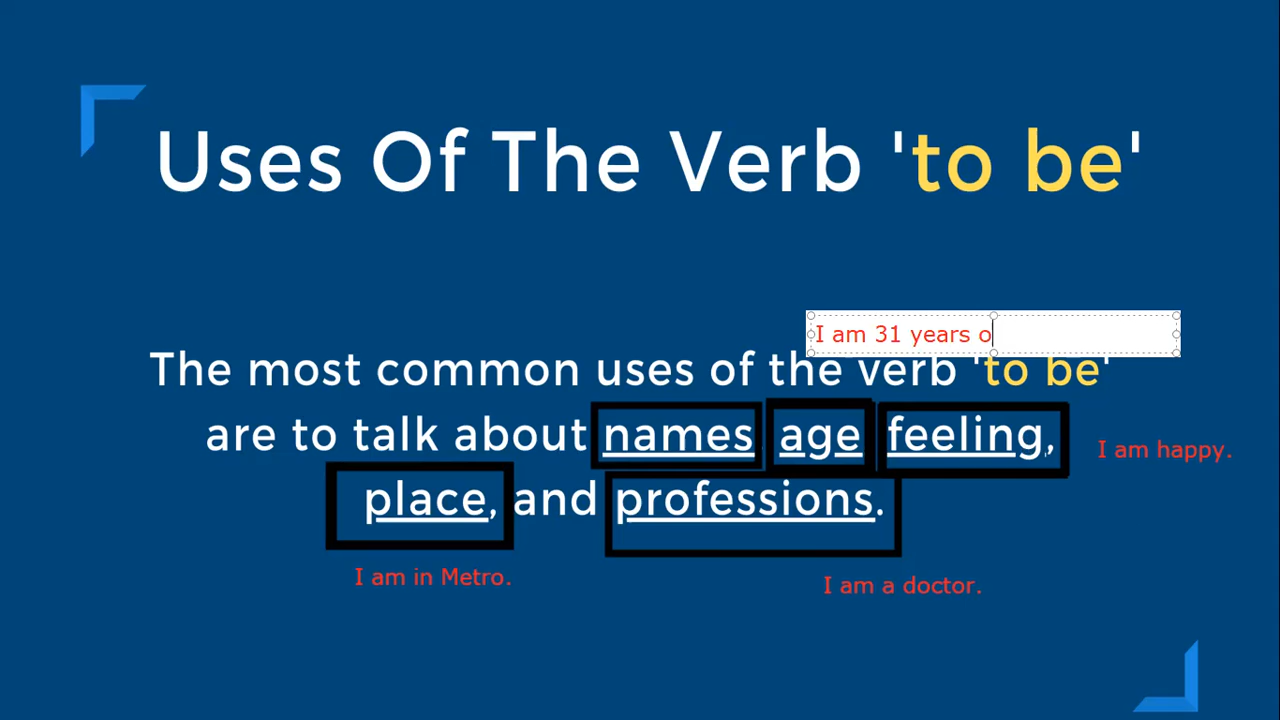 Uses Of The Verb 'to be'
I am 31 years o
The most common uses of the verb 'to be'
are to talk about names age feeling,
I am happy.
place, and professions.
I am in Metro.
I am a doctor.